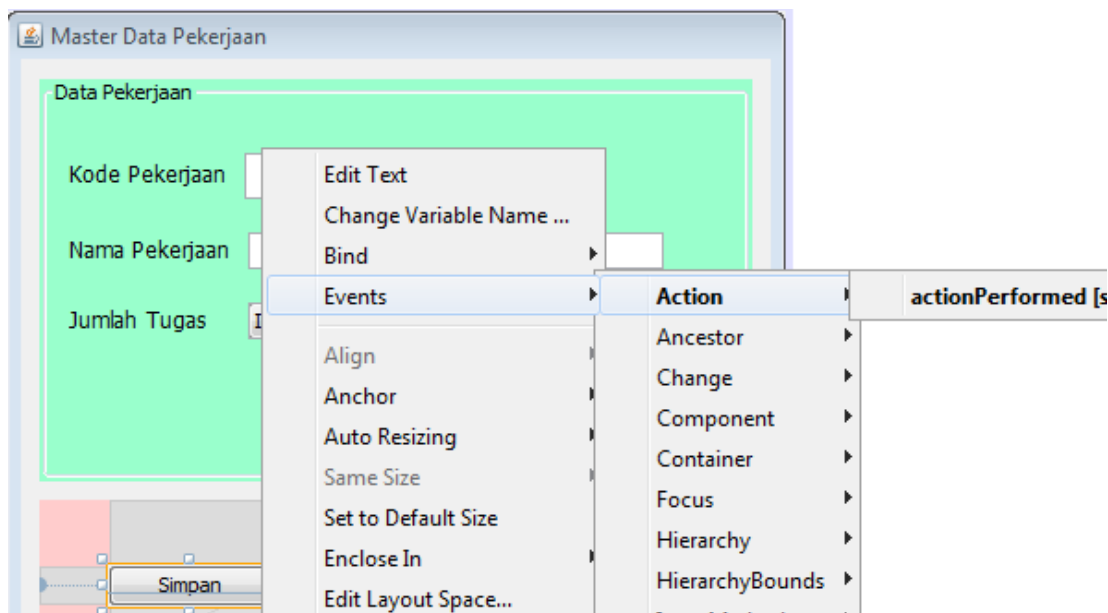 Master Data Pekerjaan
Data Pekerjaan
Kode Pekerjaan
Nama Pekerjaan
Jumlah Tugas
Simpan
Edit Text
Change Variable Name ...
Bind
Events
Align
Anchor
Auto Resizing
Same Size
Set to Default Size
Enclose In
Edit Layout Space...
Action
Ancestor
Change
Component
Container
Focus
Hierarchy
HierarchyBounds
actionPerformed [s